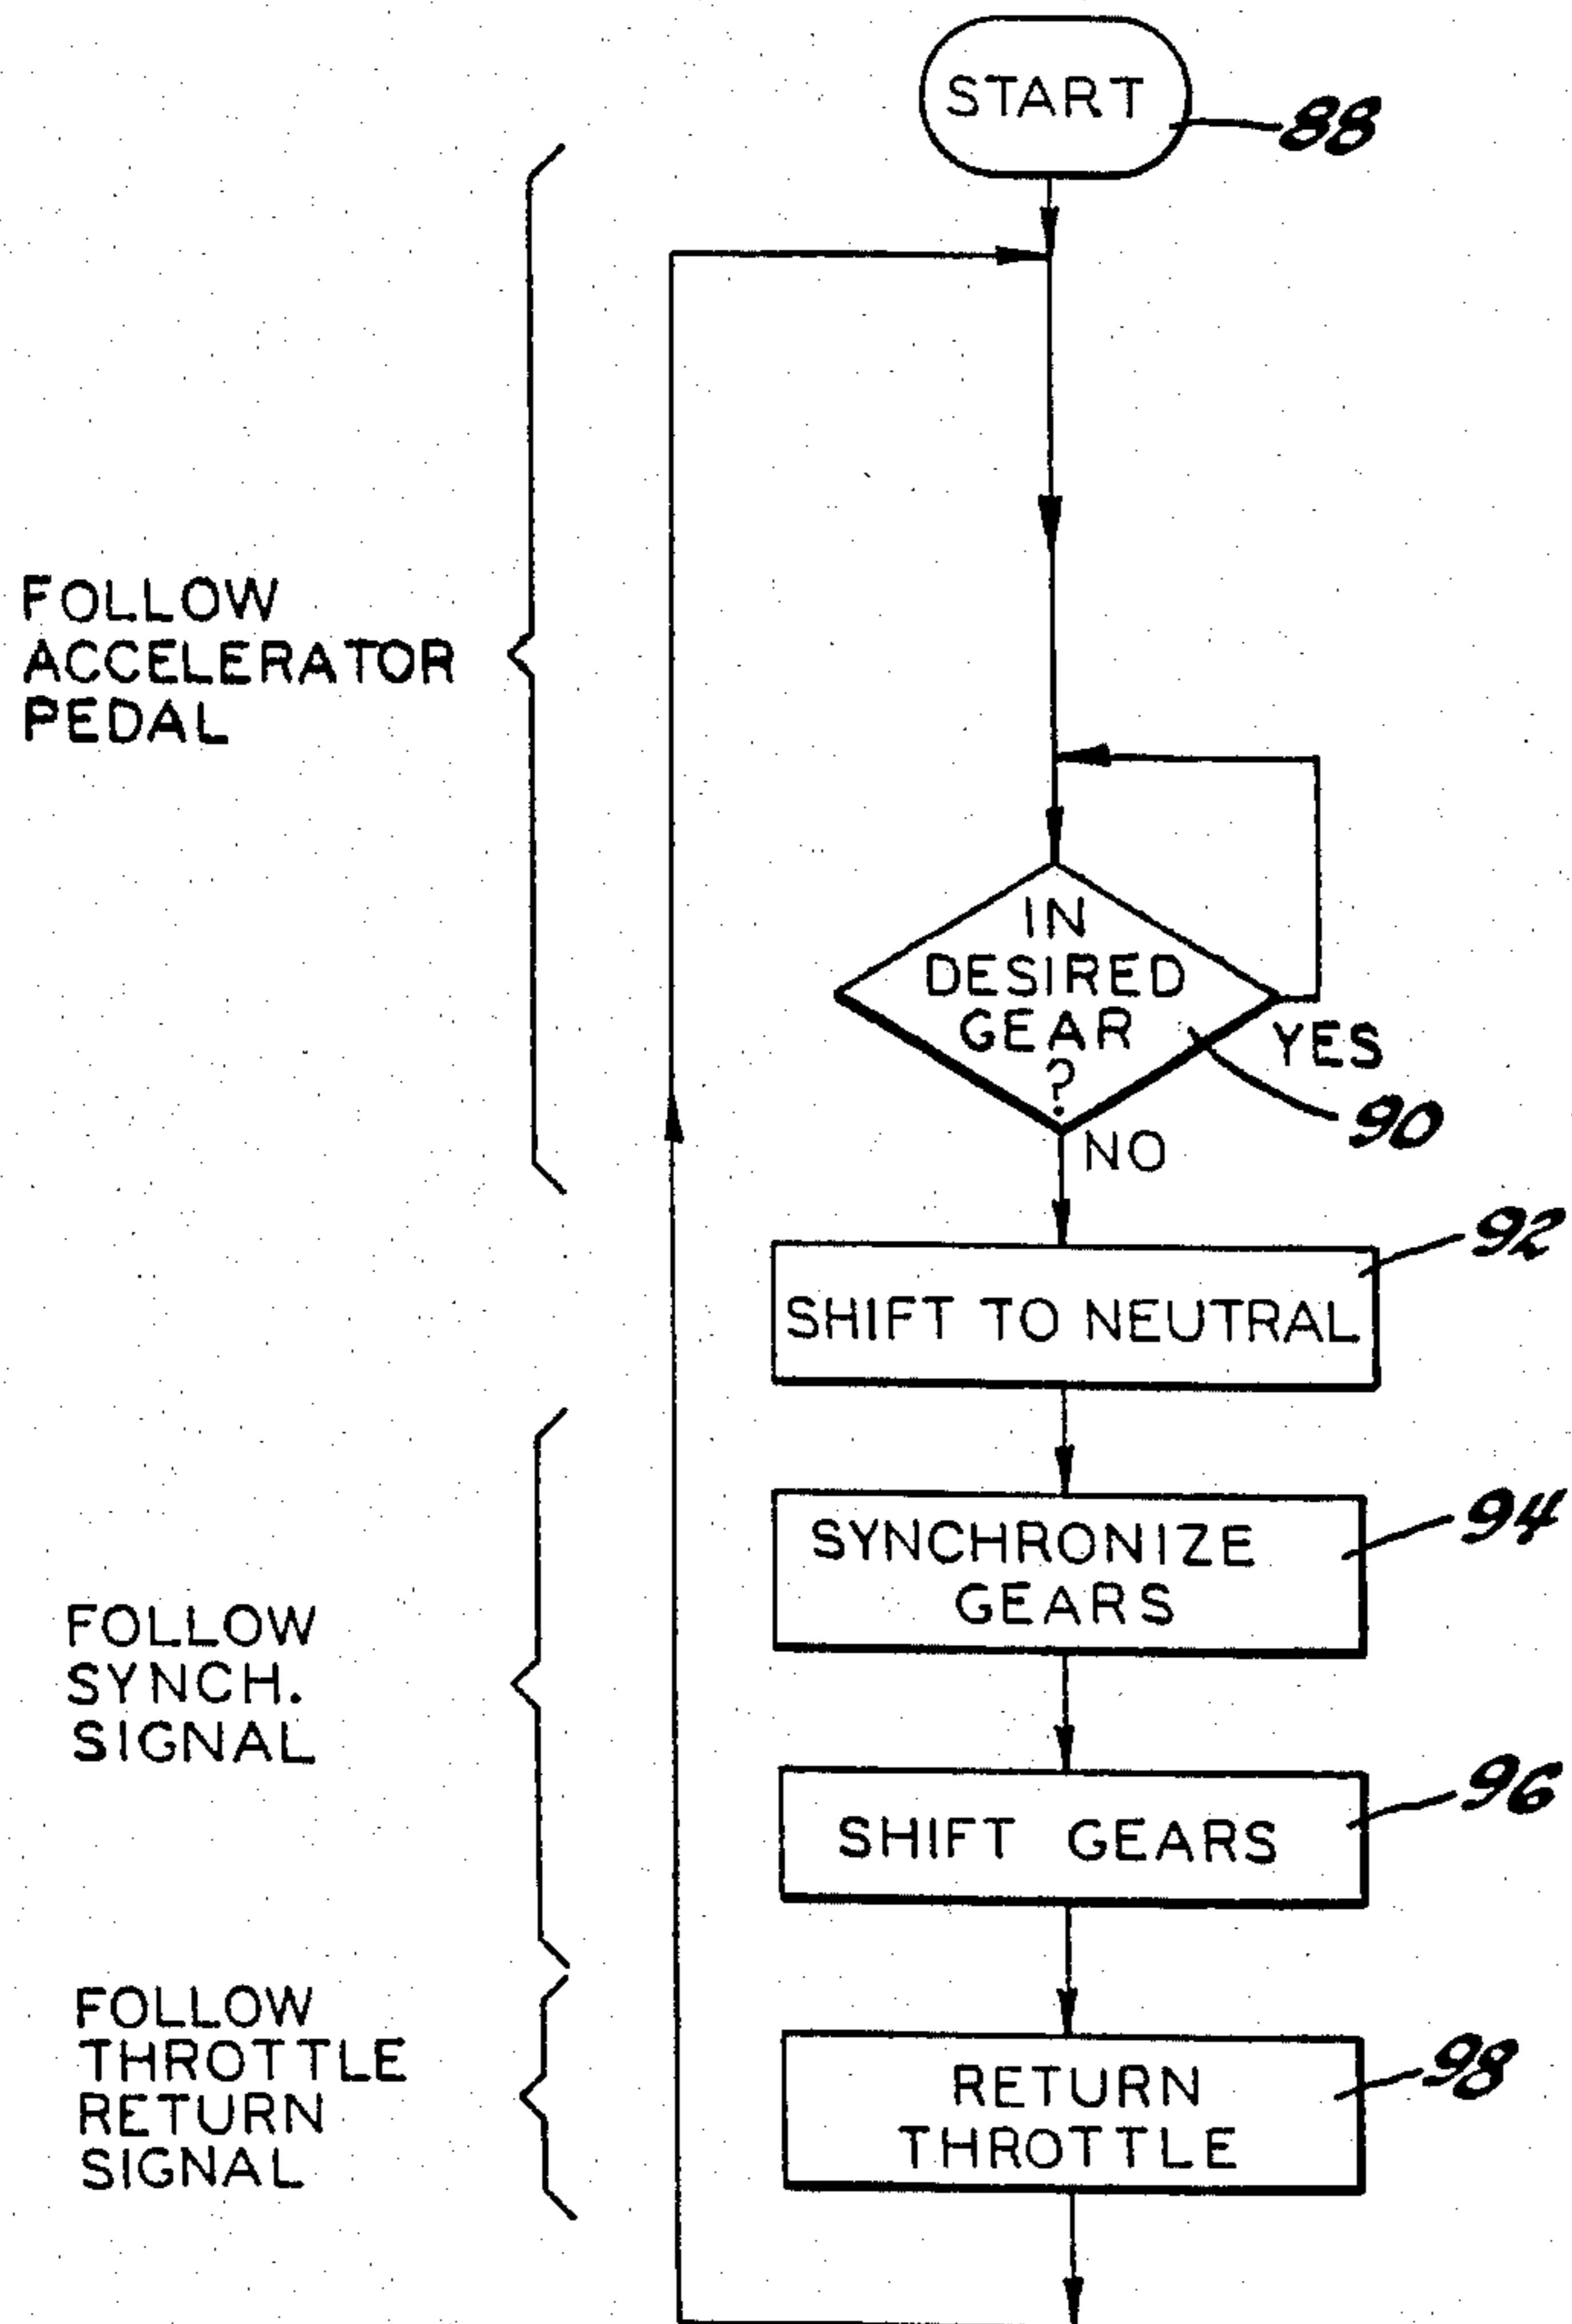 START
88
FOLLOW
ACCELERATOR
PEDAL
IN
DESIRED
GEAR
?
YES
90
NO
92
SHIFT TO NEUTRAL
94
SYNCHRONIZE
GEARS
FOLLOW
SYNCH.
SIGNAL
96
SHIFT GEARS
FOLLOW
THROTTLE
RETURN
SIGNAL
98
RETURN
THROTTLE